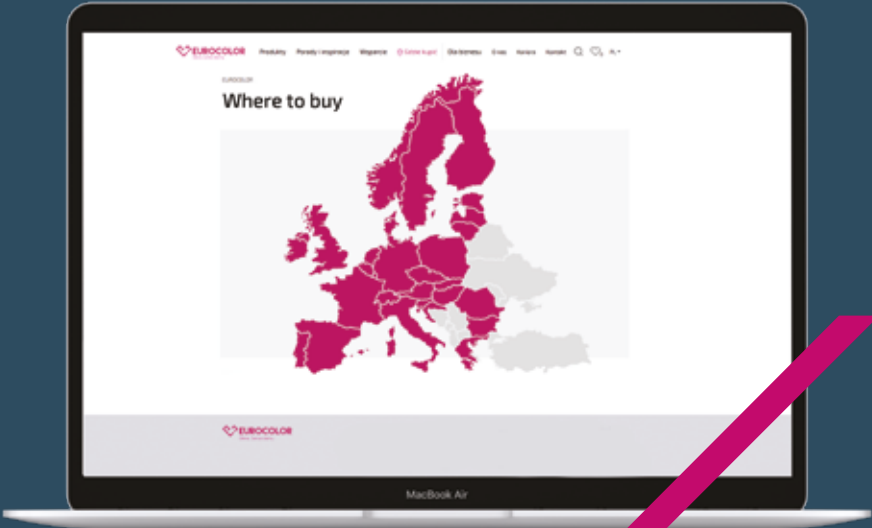 EUROCOLOR Produkty Porady i inspiracje Wsparcie Gdzie kupić Dla biznesu O nas Kariera Kontakt PL
EUROCOLOR
Where to buy
EUROCOLOR
MacBook Air